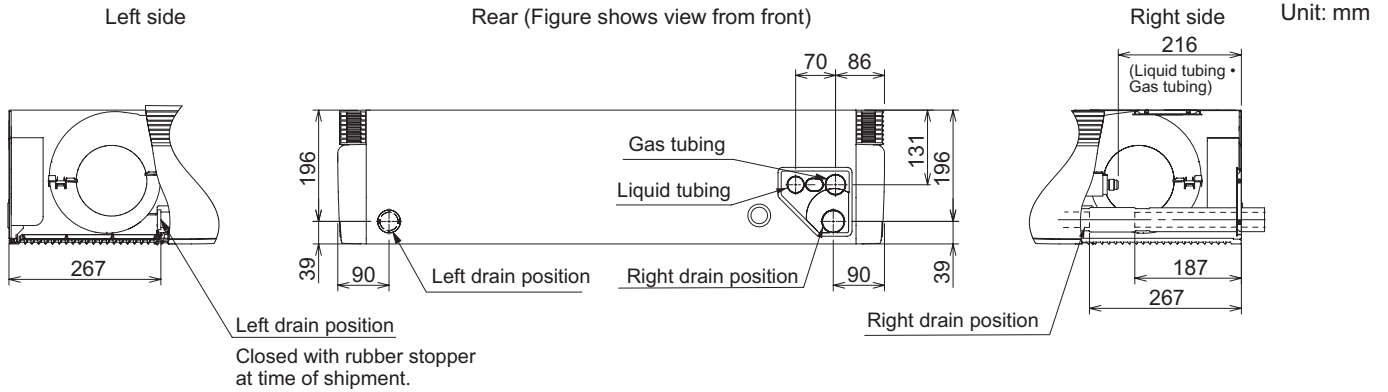 Left side
Rear (Figure shows view from front)
Right side
Unit: mm
216
(Liquid tubing •
Gas tubing)
70
86
196
131
196
Gas tubing
Liquid tubing
39
267
90
Left drain position
Right drain position
90
39
187
267
Left drain position
Closed with rubber stopper
at time of shipment.
Right drain position